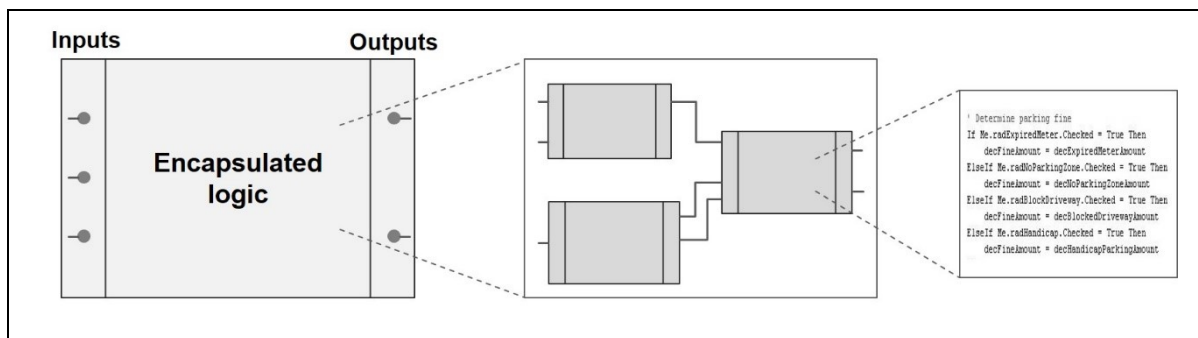 Inputs
Outputs
Encapsulated
logic
' Determine parking fine
If Me.radExpiredMeter.Checked = True Then
decFineAmount = decExpiredMeterAmount
ElseIf Me.radNoParkingZone.Checked = True Then
decFineAmount = decNoParkingZoneAmount
ElseIf Me.radBlockDriveway.Checked = True Then
decFineAmount = decBlockedDrivewayAmount
ElseIf Me.radHandicap.Checked = True Then
decFineAmount = decHandicapParkingAmount